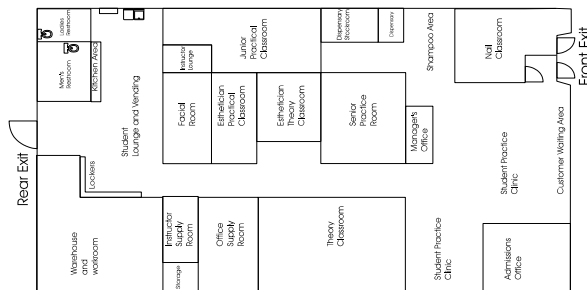 Ladies
Restroom
Men's
Restroom
Kitchen Area
Rear Exit
Student
Lounge and Vending
Lockers
Warehouse
and
workroom
Instructor
Lounge
Junior
Practical
Classroom
Dispensary
Storeroom
Dispensary
Shampoo Area
Nail
Classroom
Front Exit
Facial
Room
Esthetician
Practical
Classroom
Esthetician
Theory
Classroom
Senior
Practice
Room
Manager's
Office
Student Practice
Clinic
Customer Waiting Area
Instructor
Supply
Room
Storage
Office
Supply
Room
Theory
Classroom
Student Practice
Clinic
Admissions
Office